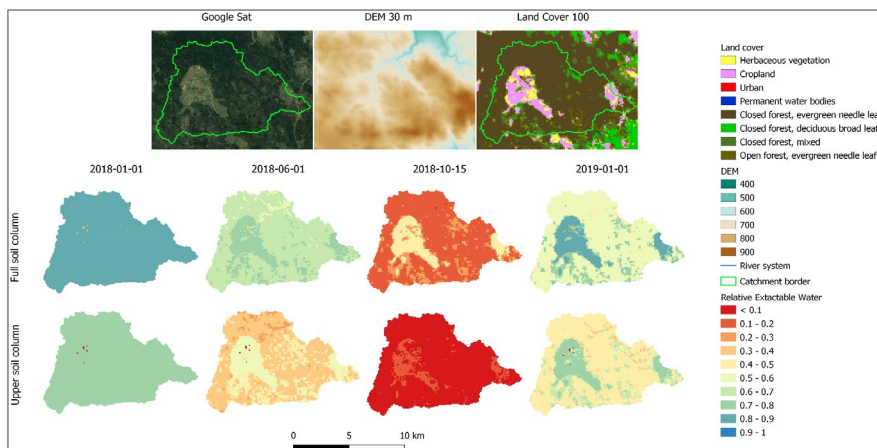 Google Sat
DEM 30 m
Land Cover 100
Land cover
Herbaceous vegetation
Cropland
Urban
Permanent water bodies
Closed forest, evergreen needle leaf
Closed forest, deciduous broad leaf
Closed forest, mixed
Open forest, evergreen needle leaf
DEM
400
500
600
700
800
900
River system
Catchment border
Relative Extactable Water
< 0.1
0.1 - 0.2
0.2 - 0.3
0.3 - 0.4
0.4 - 0.5
0.5 - 0.6
0.6 - 0.7
0.7 - 0.8
0.8 - 0.9
0.9 - 1
2018-01-01
2018-06-01
2018-10-15
2019-01-01
Full soil column
Upper soil column
0
5
10 km